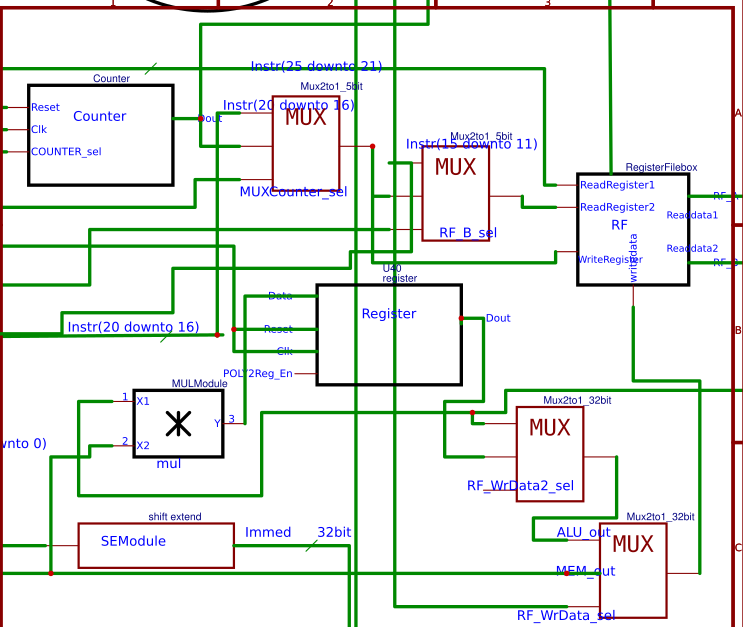 1
2
3
Instr(25 downto 21)
Counter
Mux2to1_5bit
Reset
Instr(20 downto 16)
A
Counter
Dout
MUX
Clk
Instr(15 downto 11)
Mux2to1_5bit
COUNTER_sel
MUX
RegisterFilebox
ReadRegister1
MUXCounter_sel
RF_
ReadRegister2
Readdata1
RF
RF_B_sel
Readdata2
WriteRegister
writedata
RF_
U40
register
Data
Register
Dout
Instr(20 downto 16)
Reset
B
Clk
POLY2Reg_En
MULModule
1
X1
Mux2to1_32bit
Y
3
MUX
2
X2
wnto 0)
mul
RF_WrData2_sel
shift extend
Mux2to1_32bit
SEModule
Immed
32bit
ALU_out
MUX
C
MEM_out
RF_WrData_sel